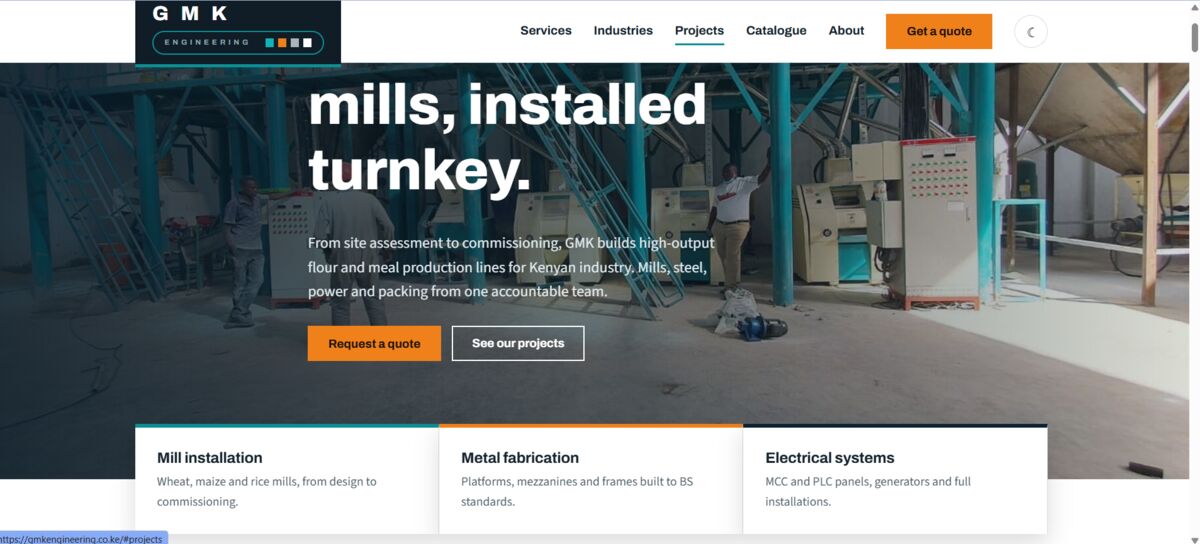 G M K
ENGINEERING
Services
Industries
Projects
Catalogue
About
Get a quote
mills, installed
turnkey.
From site assessment to commissioning, GMK builds high-output
flour and meal production lines for Kenyan industry. Mills, steel,
power and packing from one accountable team.
Request a quote
See our projects
Mill installation
Wheat, maize and rice mills, from design to
commissioning.
Metal fabrication
Platforms, mezzanines and frames built to BS
standards.
Electrical systems
MCC and PLC panels, generators and full
installations.
https://gmkengineering.co.ke/#projects